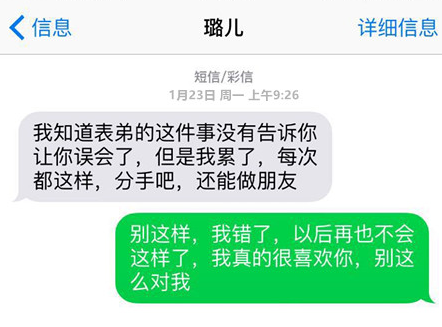 信息
璐儿
详细信息
短信/彩信
1月23日 周一 上午9:26
我知道表弟的这件事没有告诉你
让你误会了，但是我累了，每次
都这样，分手吧，还能做朋友
别这样，我错了，以后再也不会
这样了，我真的很喜欢你，别这
么对我